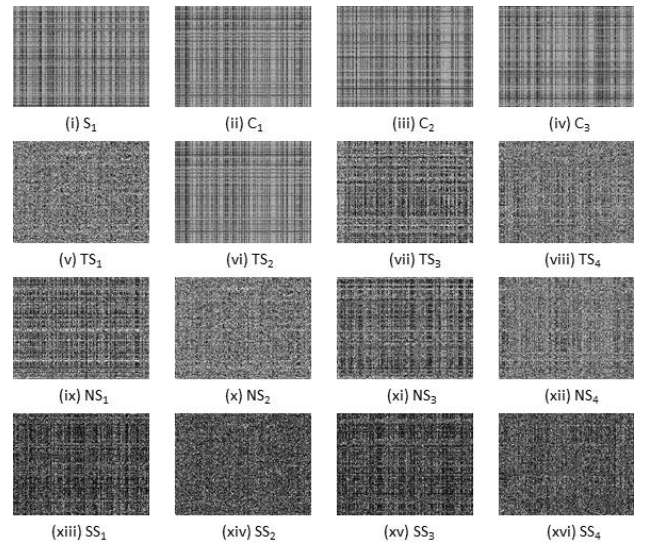 (i) S₁ (ii) C₁ (iii) C₂ (iv) C₃
(v) TS₁ (vi) TS₂ (vii) TS₃ (viii) TS₄
(ix) NS₁ (x) NS₂ (xi) NS₃ (xii) NS₄
(xiii) SS₁ (xiv) SS₂ (xv) SS₃ (xvi) SS₄